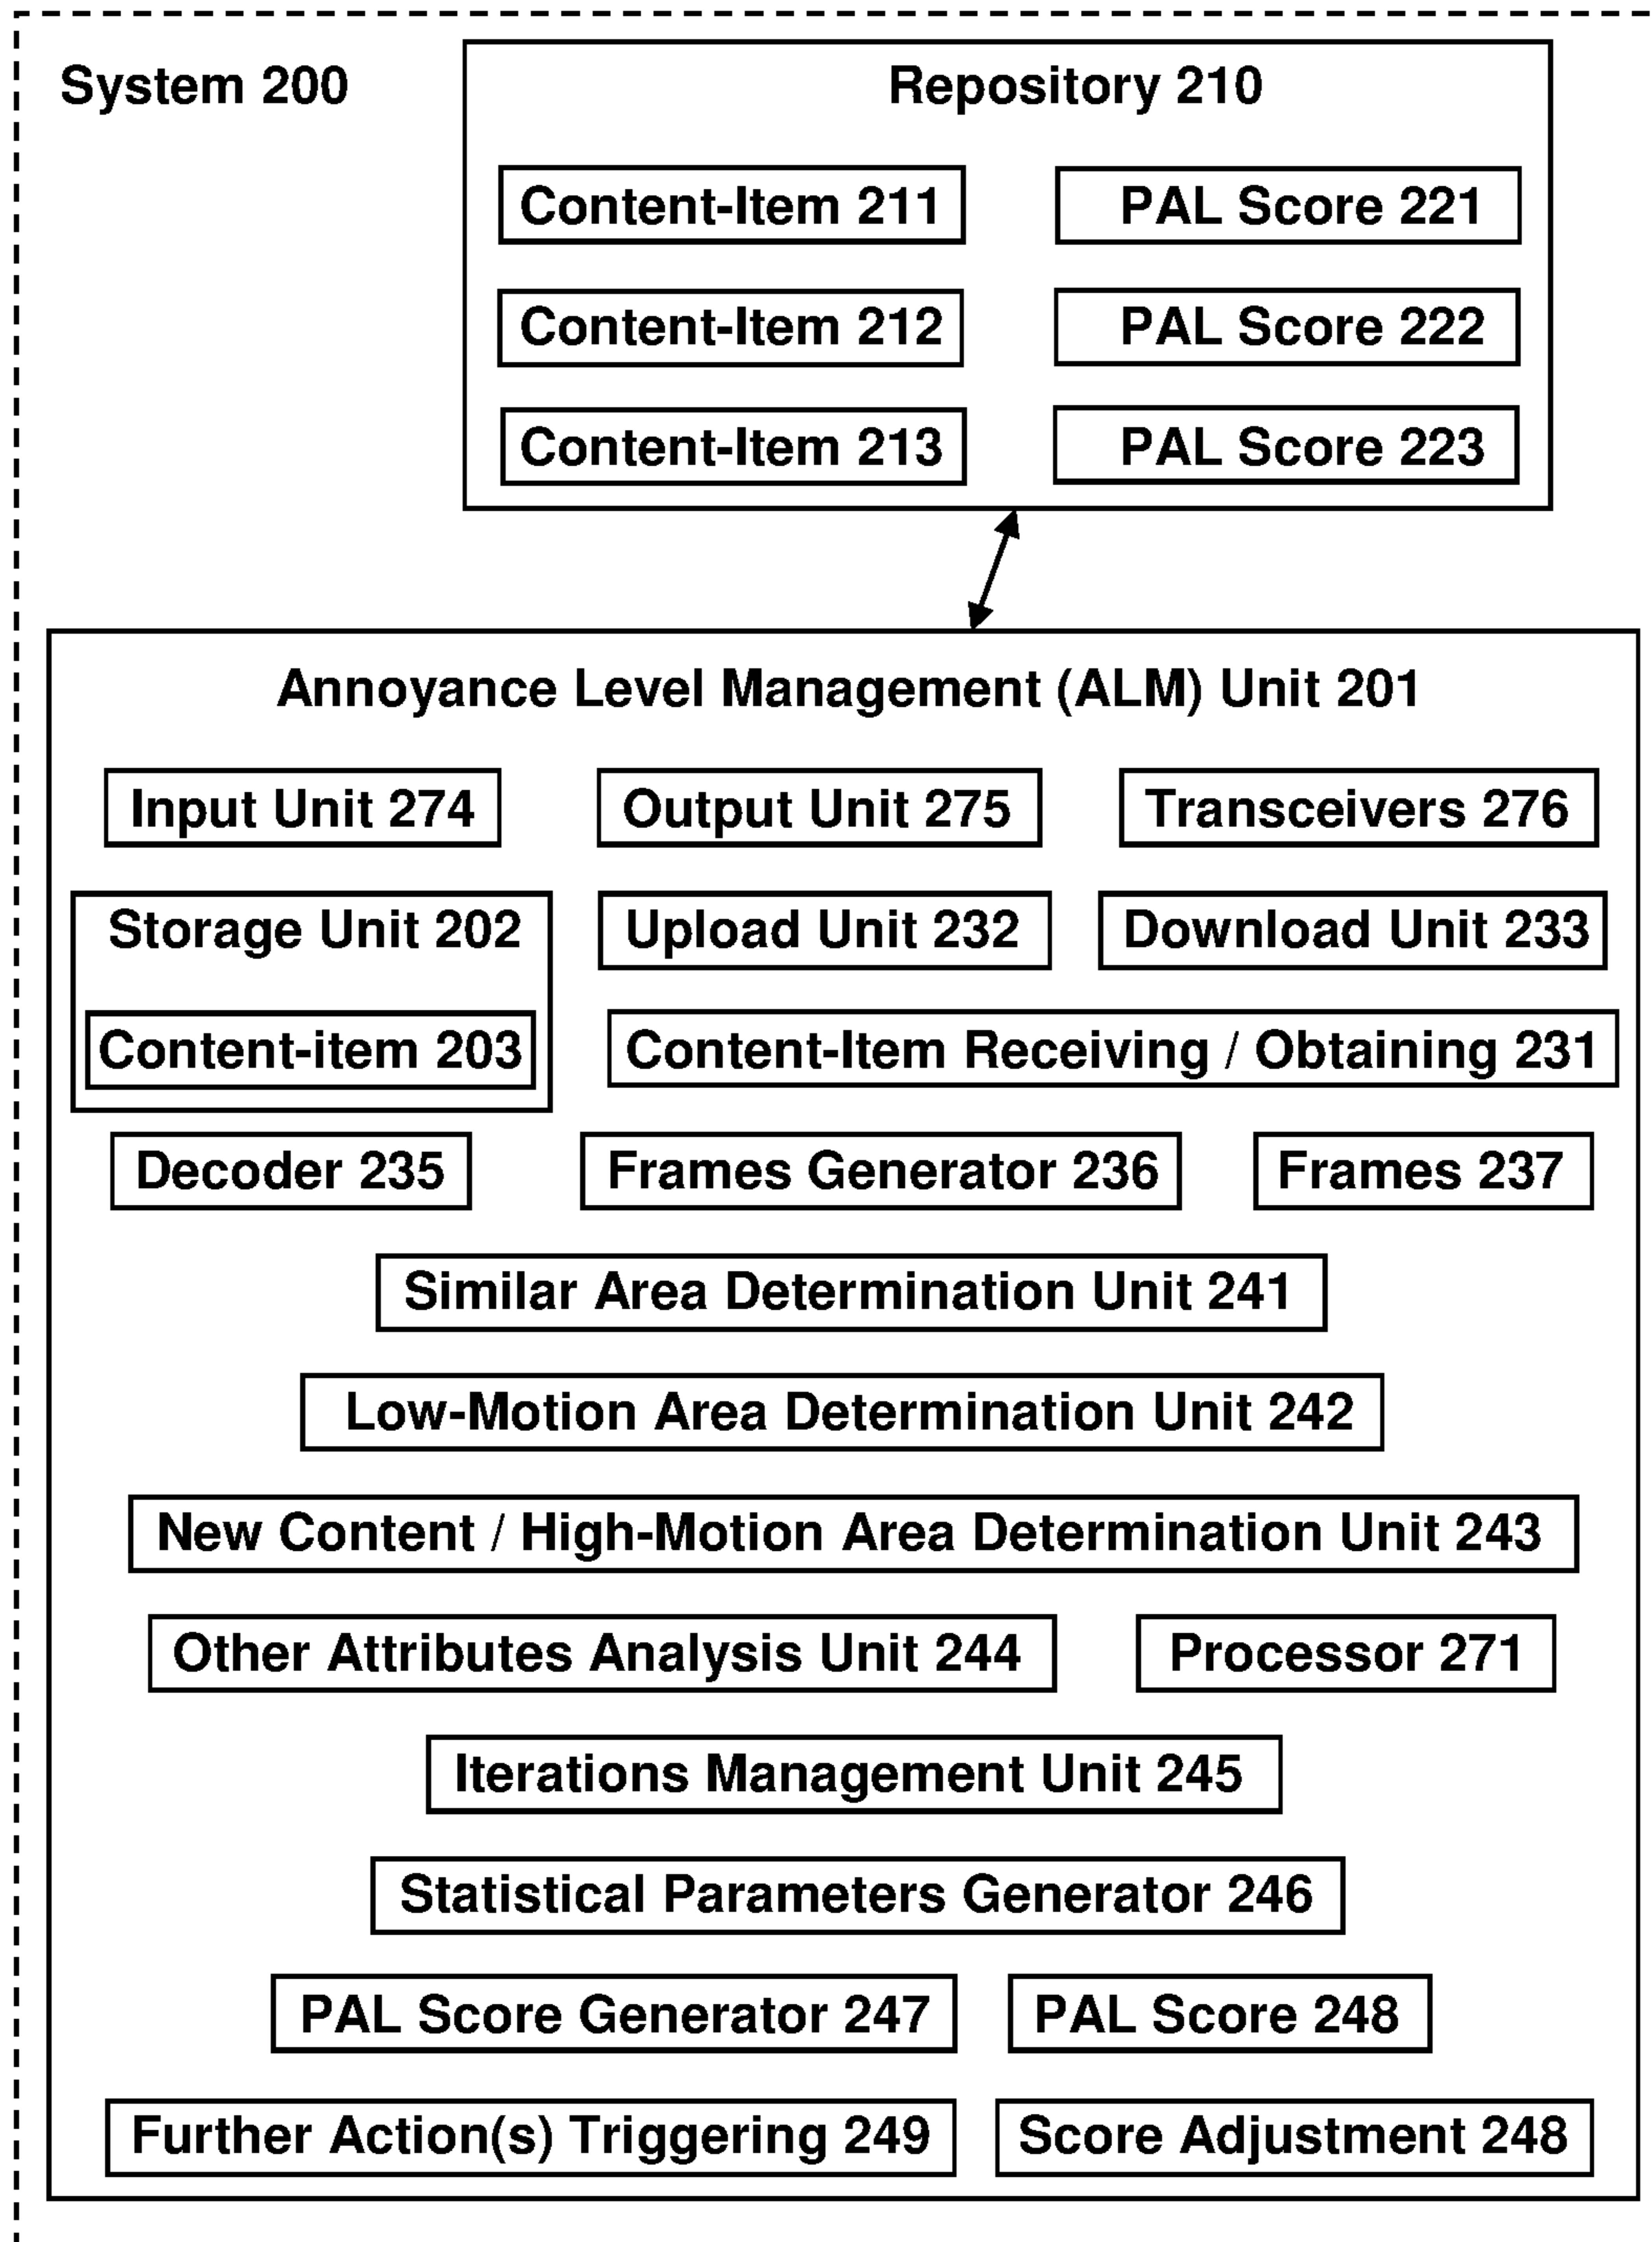 System 200
Repository 210
Content-Item 211 PAL Score 221
Content-Item 212 PAL Score 222
Content-Item 213 PAL Score 223
Annoyance Level Management (ALM) Unit 201
Input Unit 274 Output Unit 275 Transceivers 276
Storage Unit 202 Upload Unit 232 Download Unit 233
Content-item 203 Content-Item Receiving / Obtaining 231
Decoder 235 Frames Generator 236 Frames 237
Similar Area Determination Unit 241
Low-Motion Area Determination Unit 242
New Content / High-Motion Area Determination Unit 243
Other Attributes Analysis Unit 244 Processor 271
Iterations Management Unit 245
Statistical Parameters Generator 246
PAL Score Generator 247 PAL Score 248
Further Action(s) Triggering 249 Score Adjustment 248